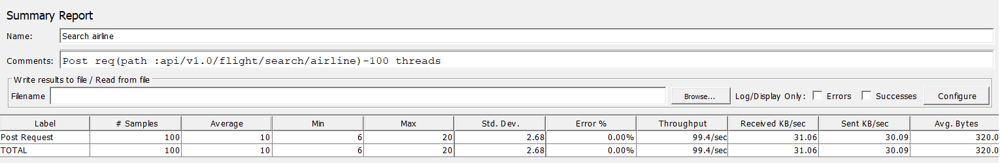 Summary Report
Name: Search airline
Comments: Post req(path :api/v1.0/flight/search/airline)-100 threads
Write results to file / Read from file
Filename Browse... Log/Display Only: Errors Successes Configure
Label # Samples Average Min Max Std. Dev. Error % Throughput Received KB/sec Sent KB/sec Avg. Bytes
Post Request 100 10 6 20 2.68 0.00% 99.4/sec 31.06 30.09 320.0
TOTAL 100 10 6 20 2.68 0.00% 99.4/sec 31.06 30.09 320.0